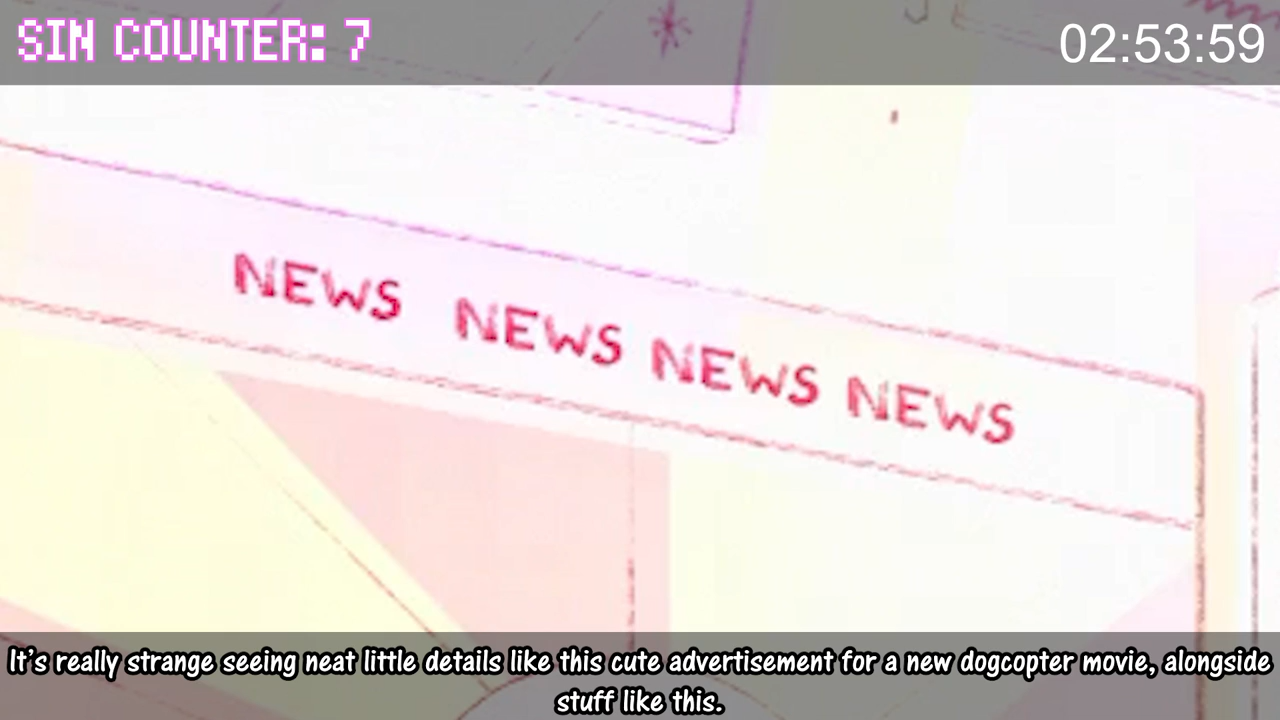 SIN COUNTER: 7
02:53:59
NEWS NEWS NEWS NEWS
It's really strange seeing neat little details like this cute advertisement for a new dogcopter movie, alongside
stuff like this.